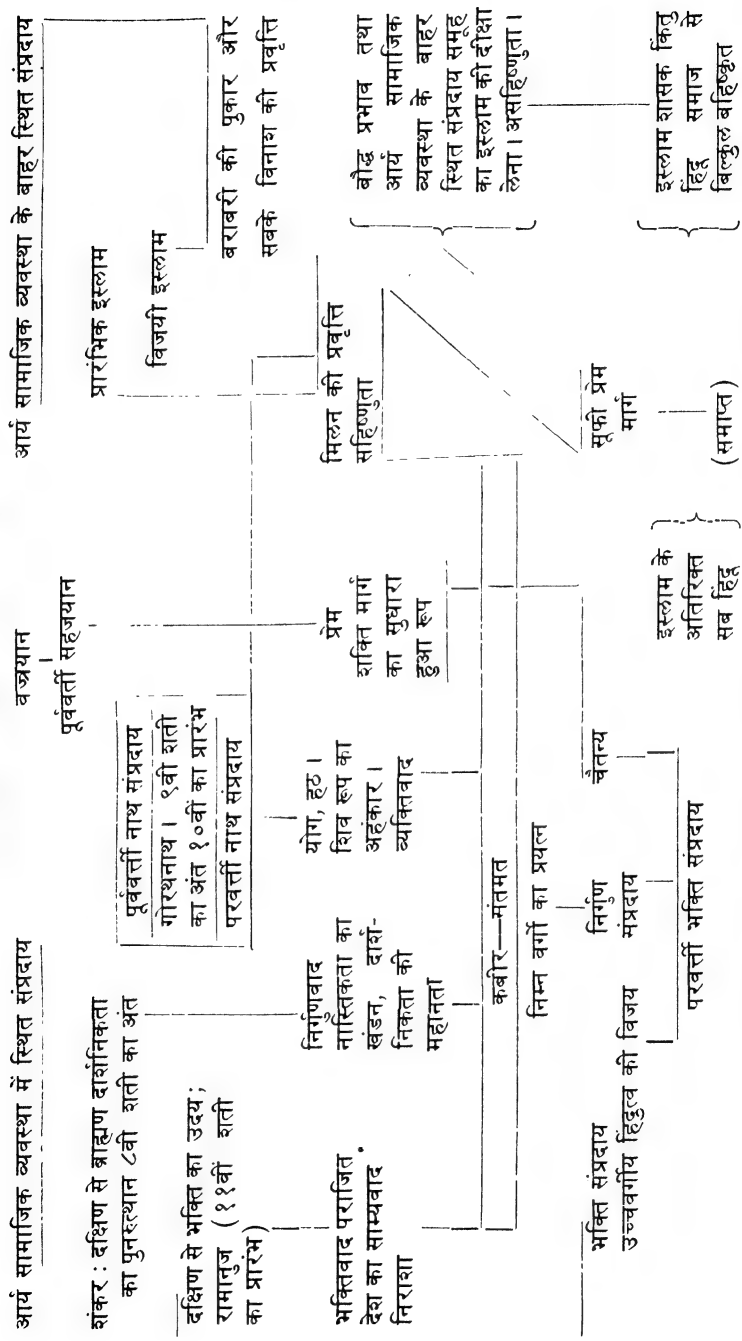 आर्य सामाजिक व्यवस्था में स्थित संप्रदाय
वज्रयान
पूर्ववर्ती सहजयान
आर्य सामाजिक व्यवस्था के बाहर स्थित संप्रदाय
शंकर : दक्षिण से ब्राह्मण दार्शनिकता
का पुनरुत्थान ८वी शती का अंत
दक्षिण से भक्ति का उदय;
रामानुज (११वीं शती
का प्रारंभ)
पूर्ववर्त्ती नाथ संप्रदाय
गोरथनाथ । ९वी शती
का अंत १०वीं का प्रारंभ
परवर्त्ती नाथ संप्रदाय
प्रारंभिक इस्लाम
विजयी इस्लाम
बराबरी की पुकार और
सबके विनाश की प्रवृत्ति
भक्तिवाद पराजित
देश का साम्यवाद
निराशा
निर्गुणवाद
नास्तिकता का
खंडन, दार्श-
निकता की
महानता
योग, हठ ।
शिव रूप का
अहंकार ।
व्यक्तिवाद
प्रेम
शक्ति मार्ग
का सुधारा
हुआ रूप
मिलन की प्रवृत्ति
सहिष्णुता
बौद्ध प्रभाव तथा
आर्य सामाजिक
व्यवस्था के बाहर
स्थित संप्रदाय समूह
का इस्लाम की दीक्षा
लेना । असहिष्णुता ।
कबीर—संतमत
निम्न वर्गो का प्रयत्न
सूफी प्रेम
मार्ग
(समाप्त)
भक्ति संप्रदाय
उच्चवर्गीय हिंदुत्व की विजय
निर्गुण
संप्रदाय
चैतन्य
परवर्त्ती भक्ति संप्रदाय
इस्लाम के
अतिरिक्त
सब हिंदू
इस्लाम शासक किंतु
हिंदू समाज से
बिल्कुल बहिष्कृत